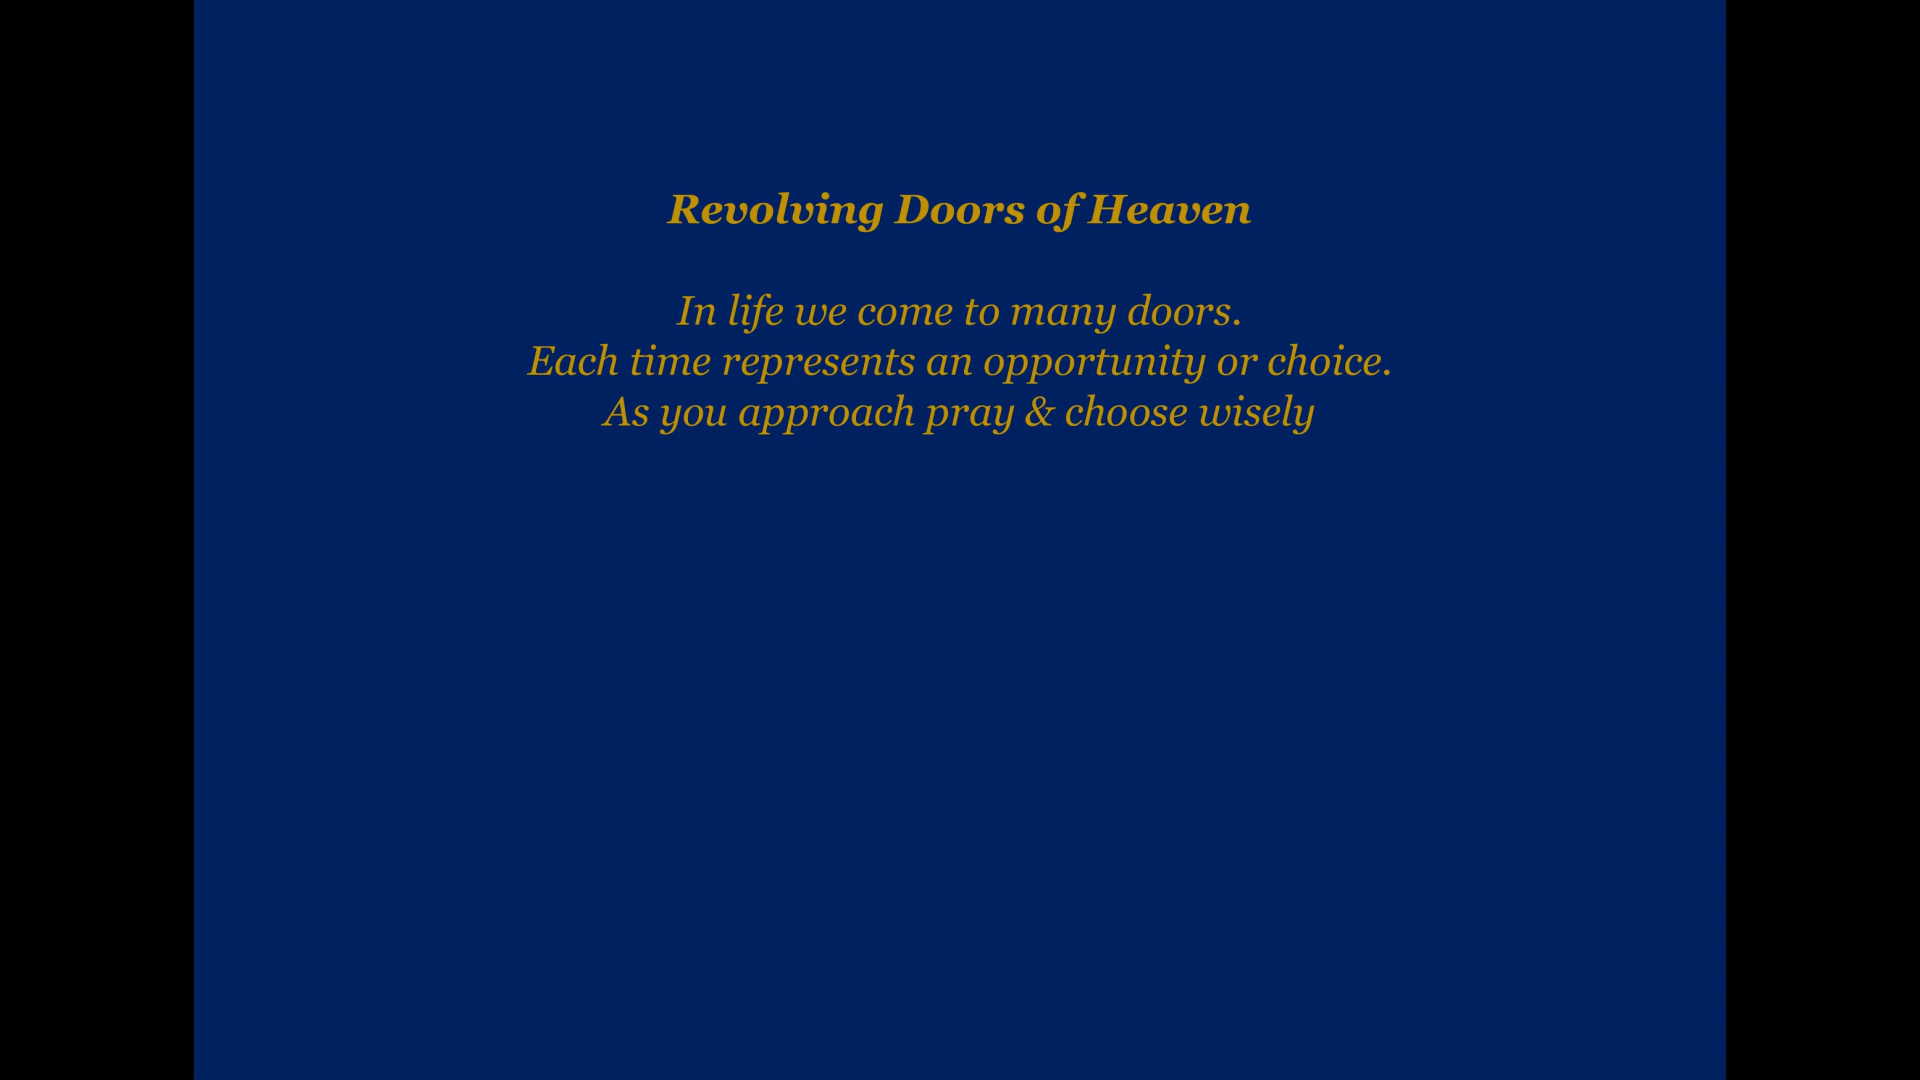 Revolving Doors of Heaven
In life we come to many doors.
Each time represents an opportunity or choice.
As you approach pray & choose wisely